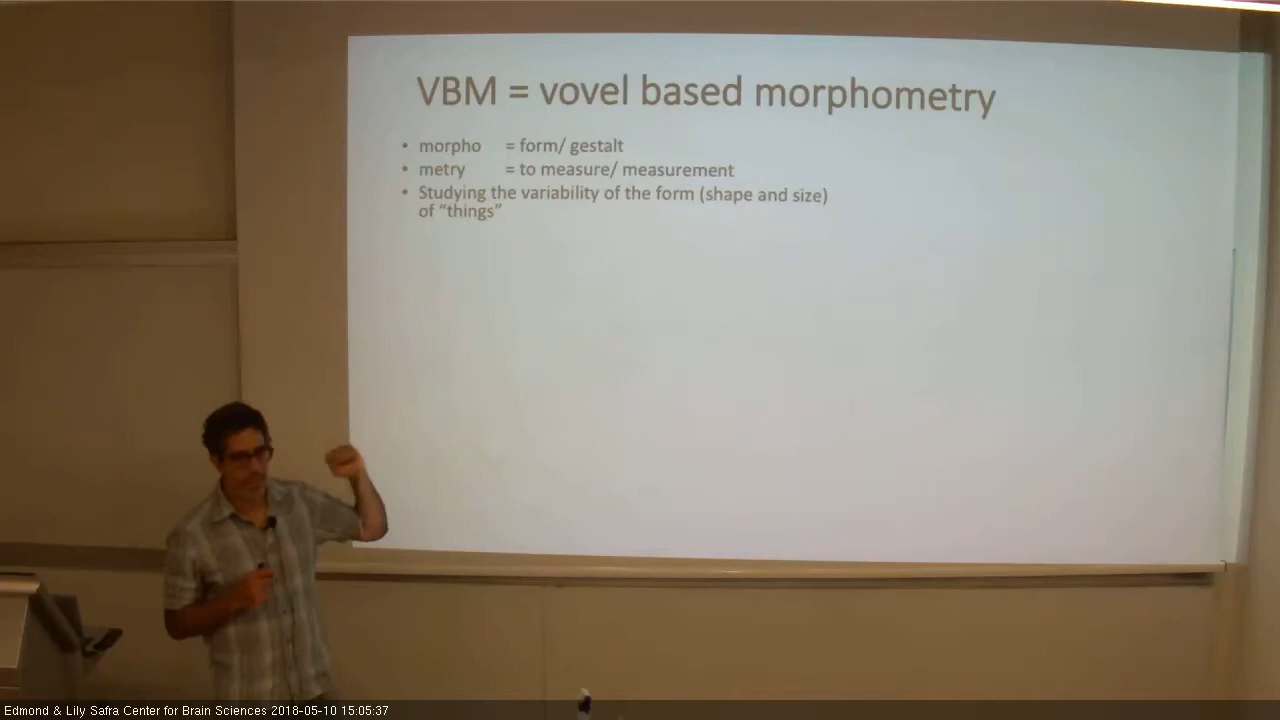 VBM = vovel based morphometry
• morpho = form/ gestalt
• metry = to measure/ measurement
• Studying the variability of the form (shape and size)
of “things”
Edmond & Lily Safra Center for Brain Sciences 2018-05-10 15:05:37